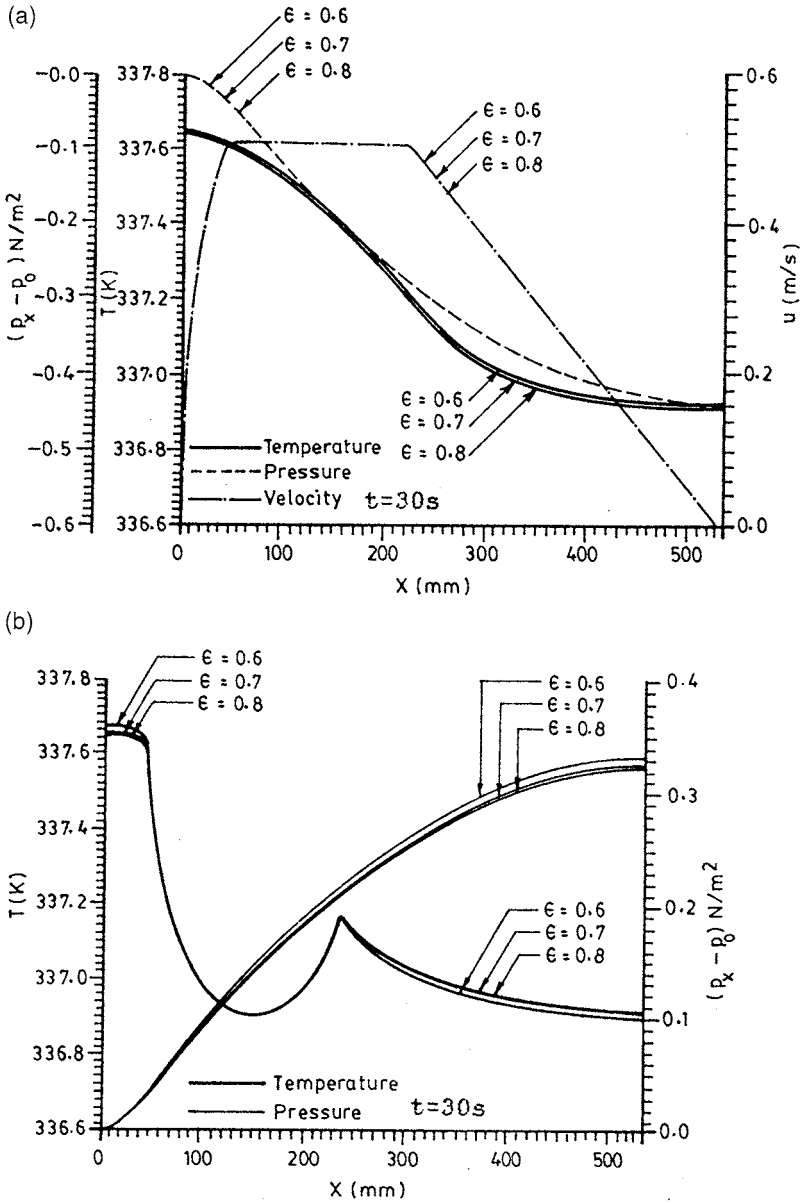 (a)
ϵ = 0.6
ϵ = 0.7
ϵ = 0.8
-0.0
-0.1
-0.2
-0.3
-0.4
-0.5
-0.6
(pₓ - p₀) N/m2
337.8
337.6
337.4
337.2
337.0
336.8
336.6
T (K)
ϵ = 0.6
ϵ = 0.7
ϵ = 0.8
0.6
0.4
0.2
0.0
u (m/s)
ϵ = 0.6
ϵ = 0.7
ϵ = 0.8
Temperature
Pressure
Velocity t=30s
0 100 200 300 400 500
X (mm)
(b)
ϵ = 0.6
ϵ = 0.7
ϵ = 0.8
337.8
337.6
337.4
337.2
337.0
336.8
336.6
T (K)
ϵ = 0.6
ϵ = 0.7
ϵ = 0.8
0.4
0.3
0.2
0.1
0.0
(pₓ - p₀) N/m²
ϵ = 0.6
ϵ = 0.7
ϵ = 0.8
Temperature
Pressure t=30s
0 100 200 300 400 500
X (mm)